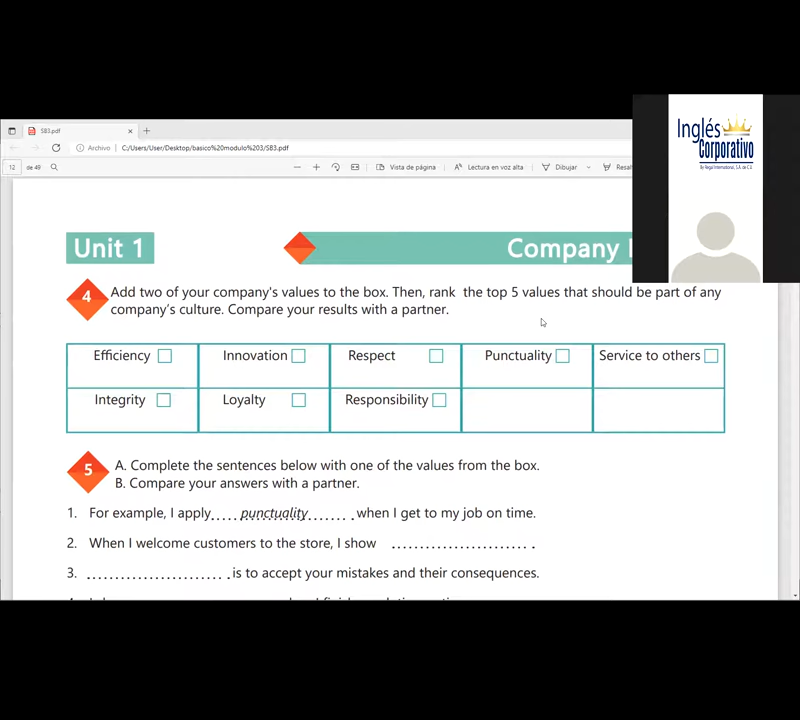 SB3.pdf
Archivo C:/Users/User/Desktop/basico%20modulo%203/SB3.pdf
12 de 49 Vista de página Lectura en voz alta Dibujar
Inglés
Corporativo
Unit 1
Company
4 Add two of your company's values to the box. Then, rank the top 5 values that should be part of any
company's culture. Compare your results with a partner.
Efficiency Innovation Respect Punctuality Service to others
Integrity Loyalty Responsibility
5 A. Complete the sentences below with one of the values from the box.
B. Compare your answers with a partner.
1. For example, I apply.....punctuality....... .when I get to my job on time.
2. When I welcome customers to the store, I show ....................... .
3. ........................ .is to accept your mistakes and their consequences.